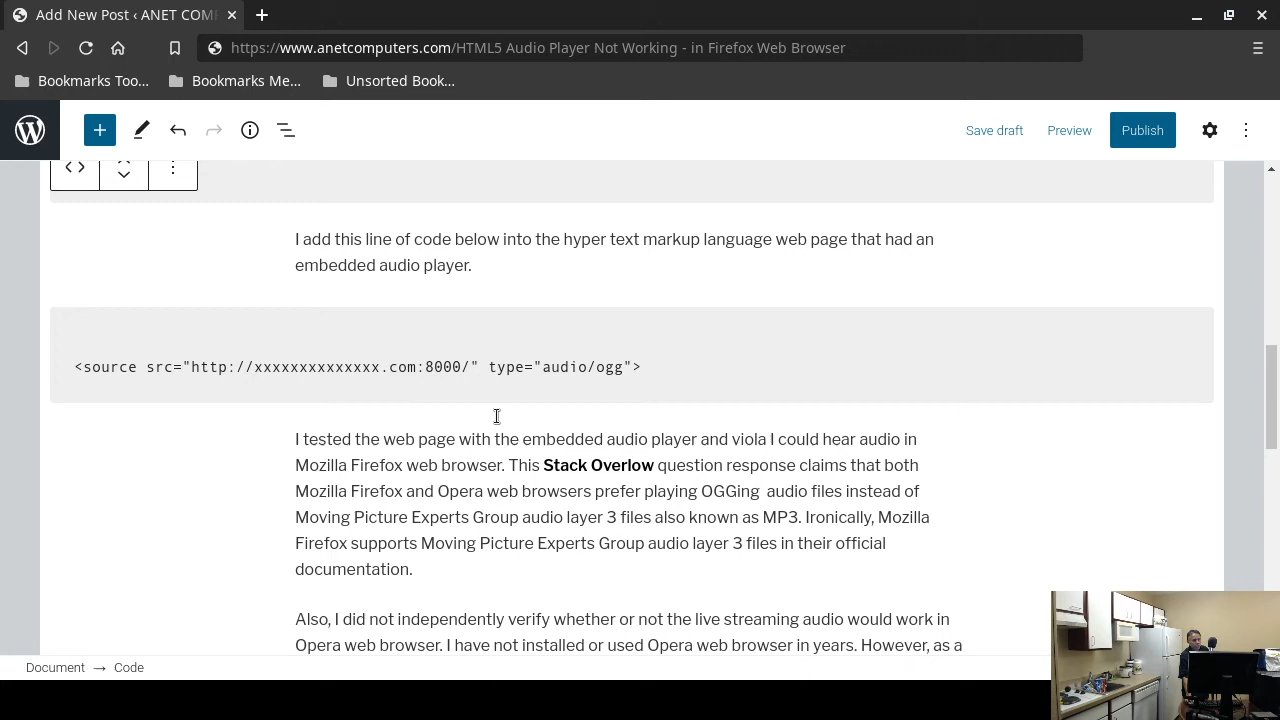 Add New Post ‹ ANET COMP
https://www.anetcomputers.com/HTML5 Audio Player Not Working - in Firefox Web Browser
Bookmarks Too...
Bookmarks Me...
Unsorted Book...
Save draft
Preview
Publish
I add this line of code below into the hyper text markup language web page that had an
embedded audio player.
<source src="http://xxxxxxxxxxxxxx.com:8000/" type="audio/ogg">
I tested the web page with the embedded audio player and viola I could hear audio in
Mozilla Firefox web browser. This Stack Overlow question response claims that both
Mozilla Firefox and Opera web browsers prefer playing OGGing audio files instead of
Moving Picture Experts Group audio layer 3 files also known as MP3. Ironically, Mozilla
Firefox supports Moving Picture Experts Group audio layer 3 files in their official
documentation.
Also, I did not independently verify whether or not the live streaming audio would work in
Opera web browser. I have not installed or used Opera web browser in years. However, as a
Document → Code